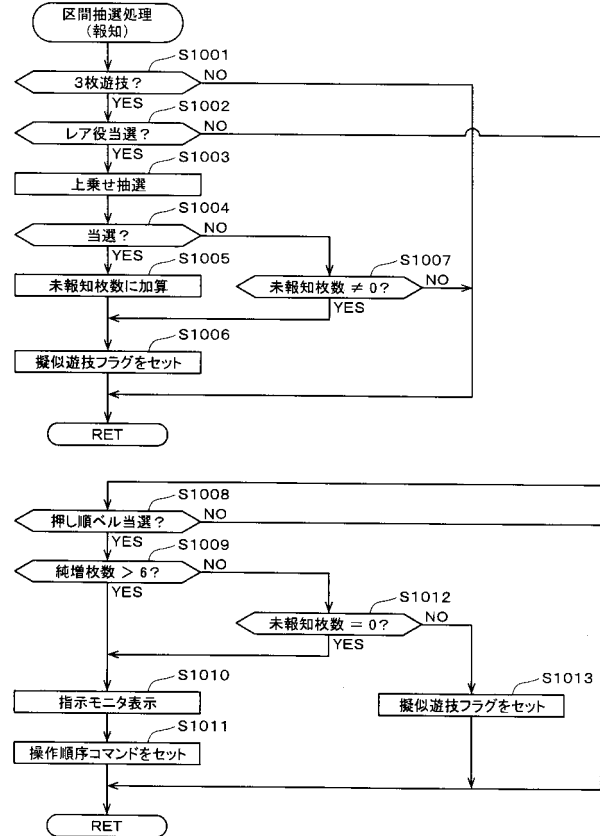 区間抽選処理
(報知)
S1001
3枚遊技?
NO
YES
S1002
レア役当選?
NO
YES
S1003
上乗せ抽選
S1004
当選?
NO
YES
S1005
未報知枚数に加算
S1007
未報知枚数 ≠ 0?
NO
YES
S1006
擬似遊技フラグをセット
RET
S1008
押し順ベル当選?
NO
YES
S1009
純増枚数 > 6?
NO
YES
S1012
未報知枚数 = 0?
NO
YES
S1010
指示モニタ表示
S1013
擬似遊技フラグをセット
S1011
操作順序コマンドをセット
RET